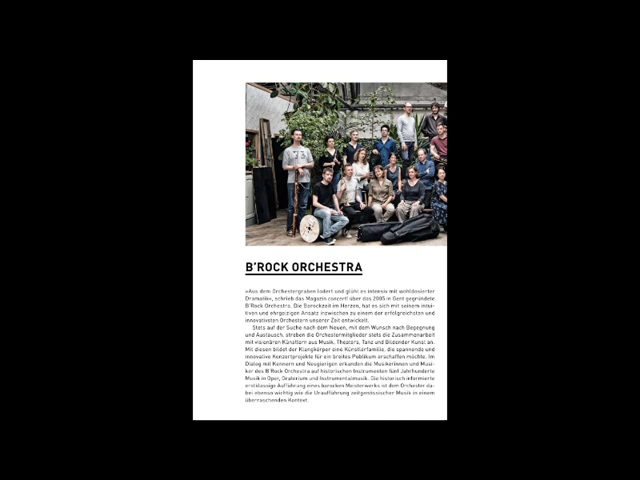 B'ROCK ORCHESTRA
»Aus dem Orchestergraben lodert und glüht es intensiv mit wohldosierter
Dramatik«, schrieb das Magazin concerti über das 2005 in Gent gegründete
B'Rock Orchestra. Die Barockzeit im Herzen, hat es sich mit seinem intui-
tiven und ehrgeizigen Ansatz inzwischen zu einem der erfolgreichsten und
innovativsten Orchestern unserer Zeit entwickelt.
Stets auf der Suche nach dem Neuen, mit dem Wunsch nach Begegnung
und Austausch, streben die Orchestermitglieder stets die Zusammenarbeit
mit visionären Künstlern aus Musik, Theaters, Tanz und Bildender Kunst an.
Mit diesen bildet der Klangkörper eine Künstlerfamilie, die spannende und
innovative Konzertprojekte für ein breites Publikum erschaffen möchte. Im
Dialog mit Kennern und Neugierigen erkunden die Musikerinnen und Musi-
ker des B'Rock Orchestra auf historischen Instrumenten fünf Jahrhunderte
Musik in Oper, Oratorium und Instrumentalmusik. Die historisch informierte
erstklassige Aufführung eines barocken Meisterwerks ist dem Orchester da-
bei ebenso wichtig wie die Uraufführung zeitgenössischer Musik in einem
überraschenden Kontext.